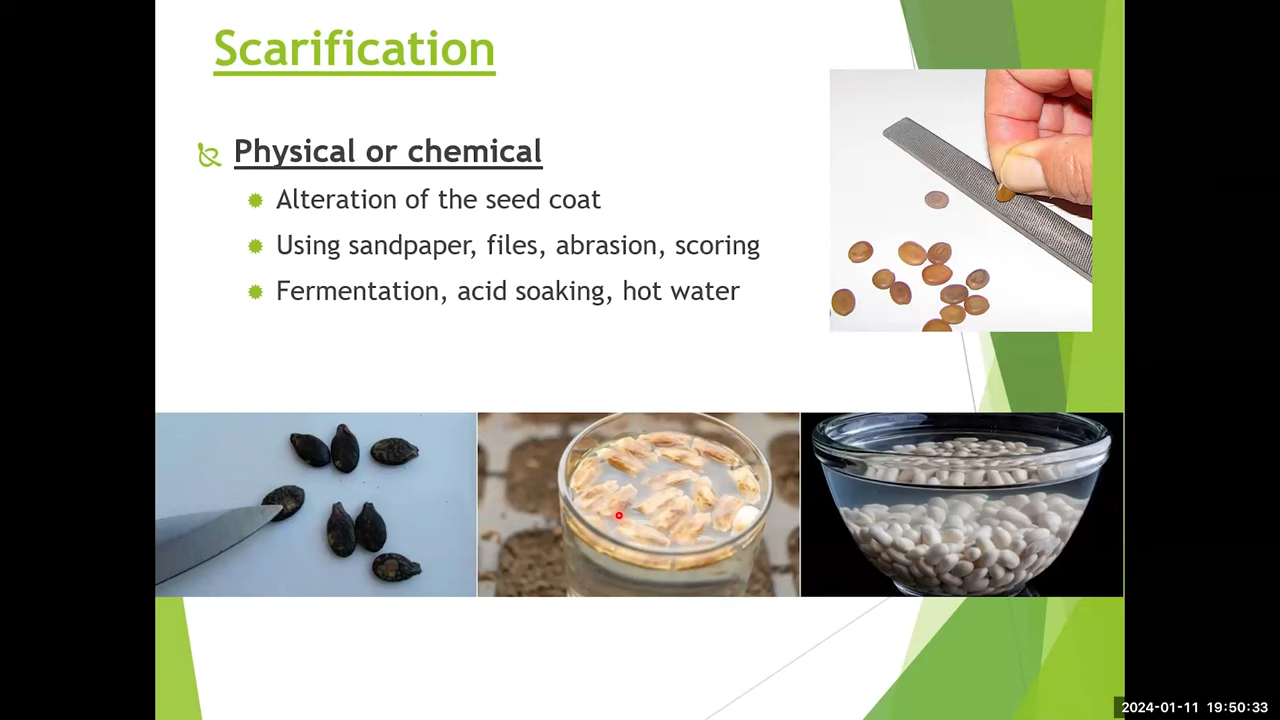 Scarification
Physical or chemical
Alteration of the seed coat
Using sandpaper, files, abrasion, scoring
Fermentation, acid soaking, hot water
2024-01-11 19:50:33